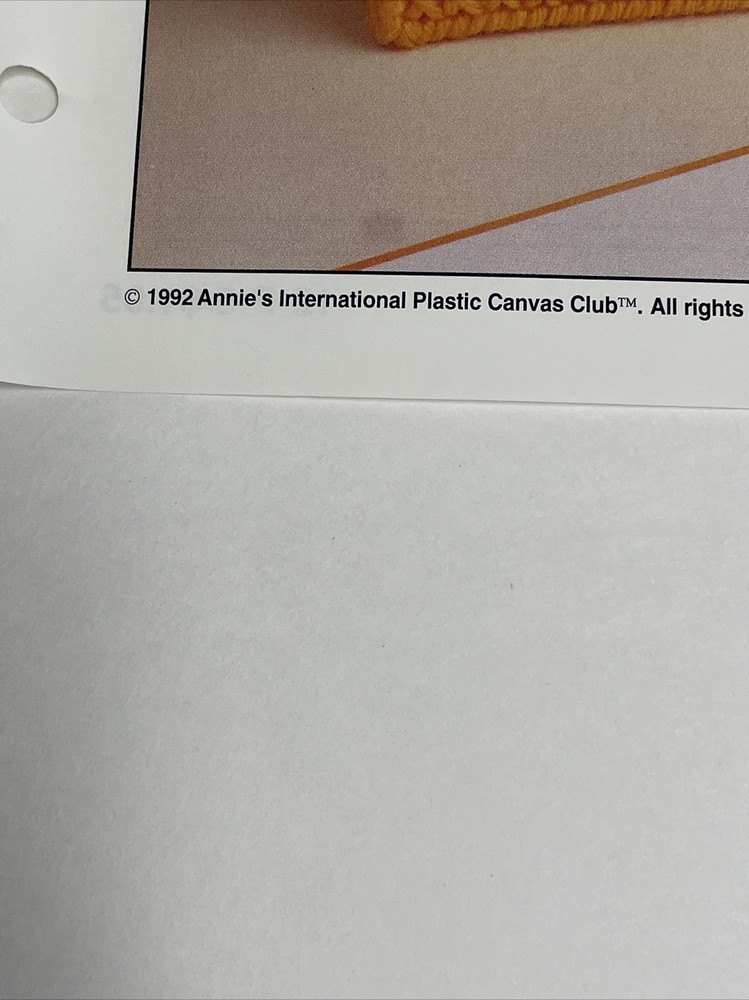 © 1992 Annie's International Plastic Canvas Club™. All rights